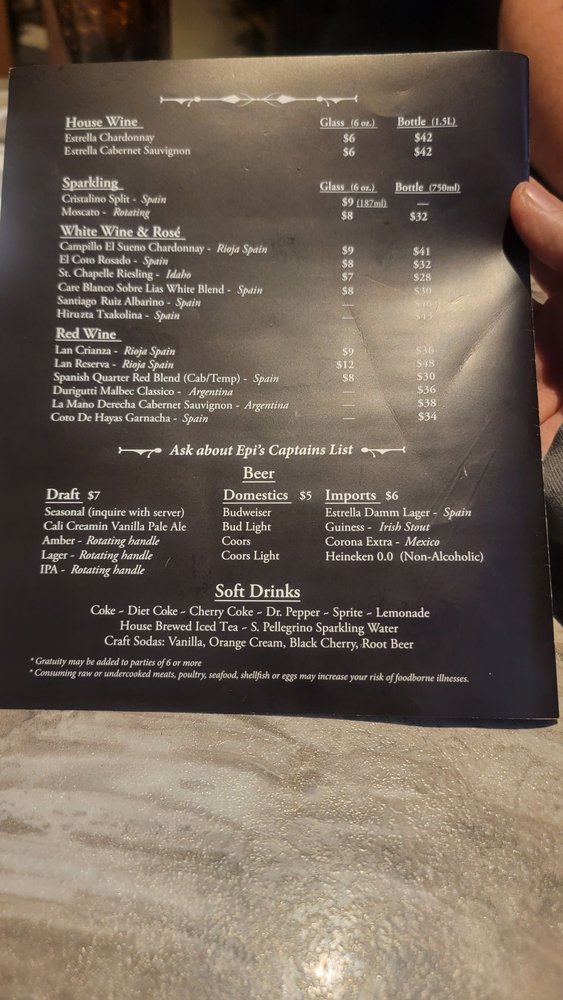 House Wine Glass (6 oz.) Bottle (1.5L)
Estrella Chardonnay $6 $42
Estrella Cabernet Sauvignon $6 $42
Sparkling Glass (6 oz.) Bottle (750ml)
Cristalino Split - Spain $9 (187ml) —
Moscato - Rotating $8 $32
White Wine & Rosé
Campillo El Sueno Chardonnay - Rioja Spain $9 $41
El Coto Rosado - Spain $8 $32
St. Chapelle Riesling - Idaho $7 $28
Care Blanco Sobre Lias White Blend - Spain $8 $30
Santiago Ruiz Albarino - Spain —
Hiruzta Txakolina - Spain —
Red Wine
Lan Crianza - Rioja Spain $9 $36
Lan Reserva - Rioja Spain $12 $48
Spanish Quarter Red Blend (Cab/Temp) - Spain $8 $30
Durigutti Malbec Classico - Argentina — $36
La Mano Derecha Cabernet Sauvignon - Argentina — $38
Coto De Hayas Garnacha - Spain — $34
Ask about Epi's Captains List
Beer
Draft $7 Domestics $5 Imports $6
Seasonal (inquire with server) Budweiser Estrella Damm Lager - Spain
Cali Creamin Vanilla Pale Ale Bud Light Guiness - Irish Stout
Amber - Rotating handle Coors Corona Extra - Mexico
Lager - Rotating handle Coors Light Heineken 0.0 (Non-Alcoholic)
IPA - Rotating handle
Soft Drinks
Coke ~ Diet Coke ~ Cherry Coke ~ Dr. Pepper ~ Sprite ~ Lemonade
House Brewed Iced Tea ~ S. Pellegrino Sparkling Water
Craft Sodas: Vanilla, Orange Cream, Black Cherry, Root Beer
* Gratuity may be added to parties of 6 or more
* Consuming raw or undercooked meats, poultry, seafood, shellfish or eggs may increase your risk of foodborne illnesses.